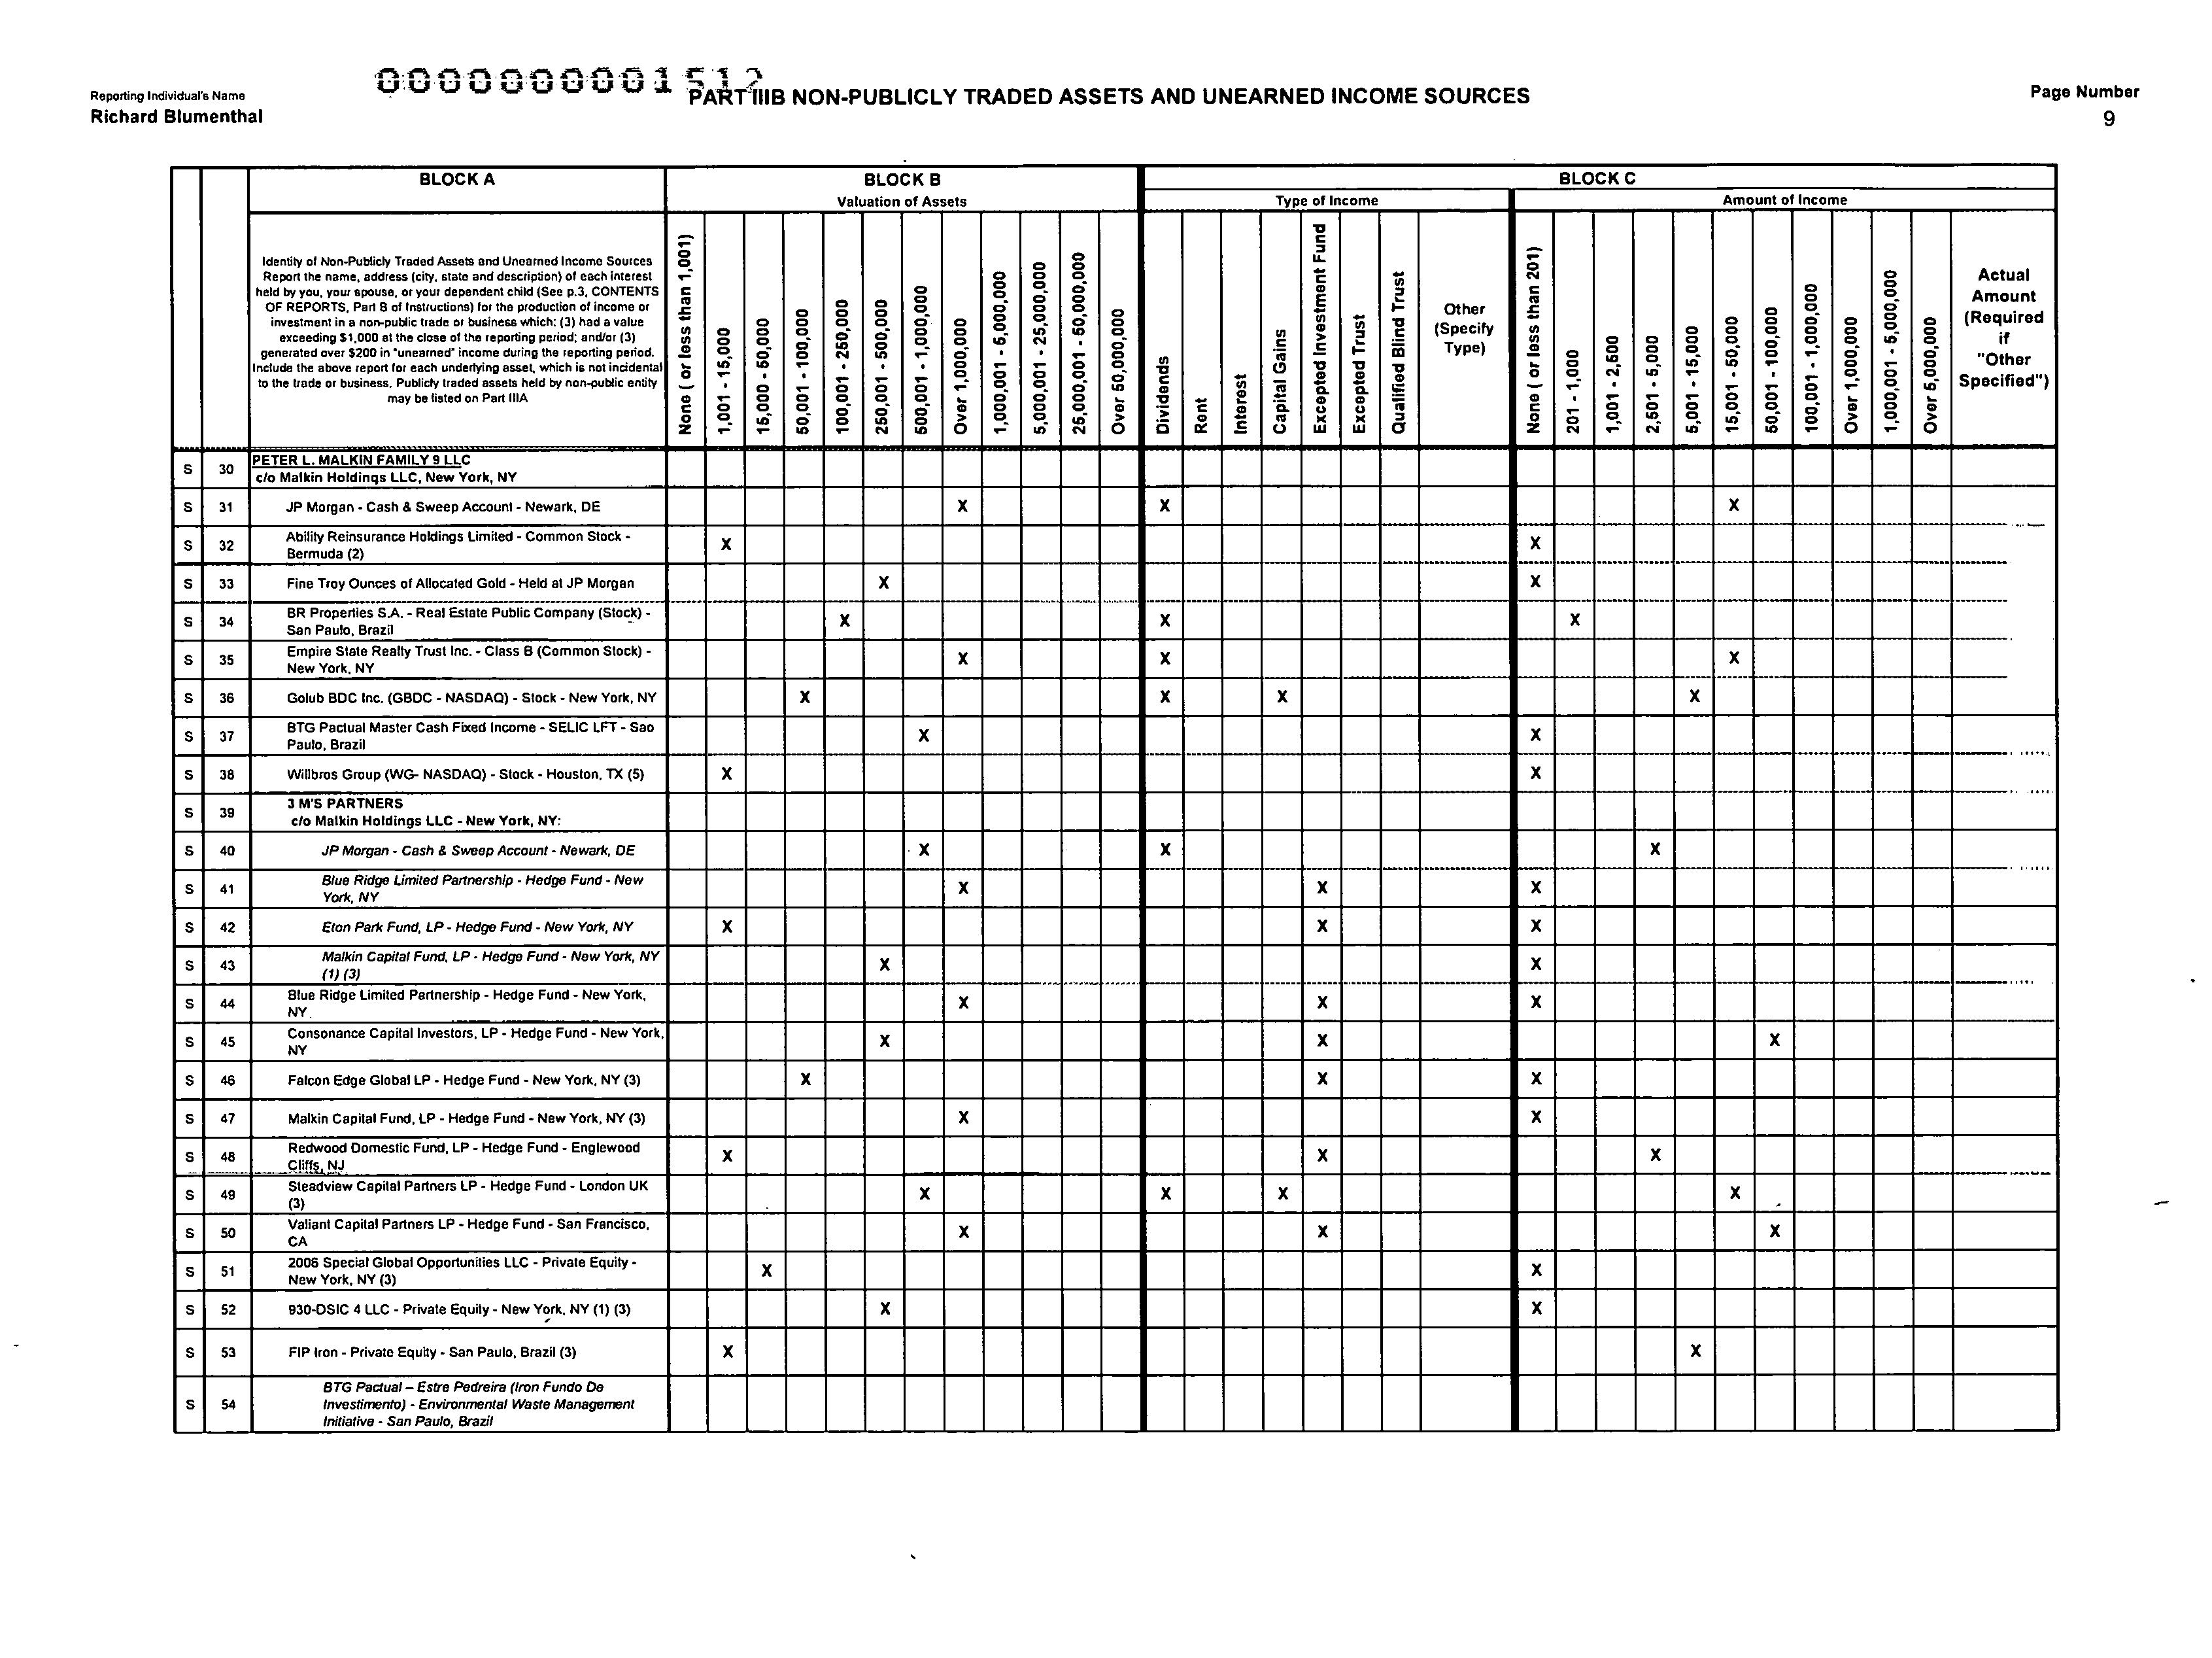 0000000001512
Reporting Individual's Name
Richard Blumenthal
PART IIIB NON-PUBLICLY TRADED ASSETS AND UNEARNED INCOME SOURCES
Page Number
9
BLOCK A
BLOCK B
BLOCK C
Valuation of Assets
Type of Income
Amount of Income
Identity of Non-Publicly Traded Assets and Unearned Income Sources
Report the name, address (city, state and description) of each interest
held by you, your spouse, or your dependent child (See p.3, CONTENTS
OF REPORTS, Part B of Instructions) for the production of income or
investment in a non-public trade or business which: (3) had a value
exceeding $1,000 at the close of the reporting period; and/or (3)
generated over $200 in "unearned" income during the reporting period.
Include the above report for each underlying asset, which is not incidental
to the trade or business. Publicly traded assets held by non-public entity
may be listed on Part IIIA
None ( or less than 1,001)
1,001 - 15,000
15,000 - 50,000
50,001 - 100,000
100,001 - 250,000
250,001 - 500,000
500,001 - 1,000,000
Over 1,000,000
1,000,001 - 5,000,000
5,000,001 - 25,000,000
25,000,001 - 50,000,000
Over 50,000,000
Dividends
Rent
Interest
Capital Gains
Excepted Investment Fund
Excepted Trust
Qualified Blind Trust
Other
(Specify
Type)
None ( or less than 201)
201 - 1,000
1,001 - 2,500
2,501 - 5,000
5,001 - 15,000
15,001 - 50,000
50,001 - 100,000
100,001 - 1,000,000
Over 1,000,000
1,000,001 - 5,000,000
Over 5,000,000
Actual
Amount
(Required
if
"Other
Specified")
S 30 PETER L. MALKIN FAMILY 9 LLC
c/o Malkin Holdings LLC, New York, NY
S 31 JP Morgan - Cash & Sweep Account - Newark, DE X X X
S 32 Ability Reinsurance Holdings Limited - Common Stock -
Bermuda (2) X X
S 33 Fine Troy Ounces of Allocated Gold - Held at JP Morgan X X
S 34 BR Properties S.A. - Real Estate Public Company (Stock) -
San Paulo, Brazil X X X
S 35 Empire State Realty Trust Inc. - Class B (Common Stock) -
New York, NY X X X
S 36 Golub BDC Inc. (GBDC - NASDAQ) - Stock - New York, NY X X X X
S 37 BTG Pactual Master Cash Fixed Income - SELIC LFT - Sao
Paulo, Brazil X X
S 38 Willbros Group (WG- NASDAQ) - Stock - Houston, TX (5) X X
S 39 3 M'S PARTNERS
c/o Malkin Holdings LLC - New York, NY:
S 40 JP Morgan - Cash & Sweep Account - Newark, DE X X X
S 41 Blue Ridge Limited Partnership - Hedge Fund - New
York, NY X X X
S 42 Eton Park Fund, LP - Hedge Fund - New York, NY X X X
S 43 Malkin Capital Fund, LP - Hedge Fund - New York, NY
(1) (3) X X
S 44 Blue Ridge Limited Partnership - Hedge Fund - New York,
NY X X X
S 45 Consonance Capital Investors, LP - Hedge Fund - New York,
NY X X X
S 46 Falcon Edge Global LP - Hedge Fund - New York, NY (3) X X X
S 47 Malkin Capital Fund, LP - Hedge Fund - New York, NY (3) X X
S 48 Redwood Domestic Fund, LP - Hedge Fund - Englewood
Cliffs, NJ X X X
S 49 Steadview Capital Partners LP - Hedge Fund - London UK
(3) X X X X
S 50 Valiant Capital Partners LP - Hedge Fund - San Francisco,
CA X X X
S 51 2006 Special Global Opportunities LLC - Private Equity -
New York, NY (3) X X
S 52 930-DSIC 4 LLC - Private Equity - New York, NY (1) (3) X X
S 53 FIP Iron - Private Equity - San Paulo, Brazil (3) X X
S 54 BTG Pactual – Estre Pedreira (Iron Fundo De
Investimento) - Environmental Waste Management
Initiative - San Paulo, Brazil